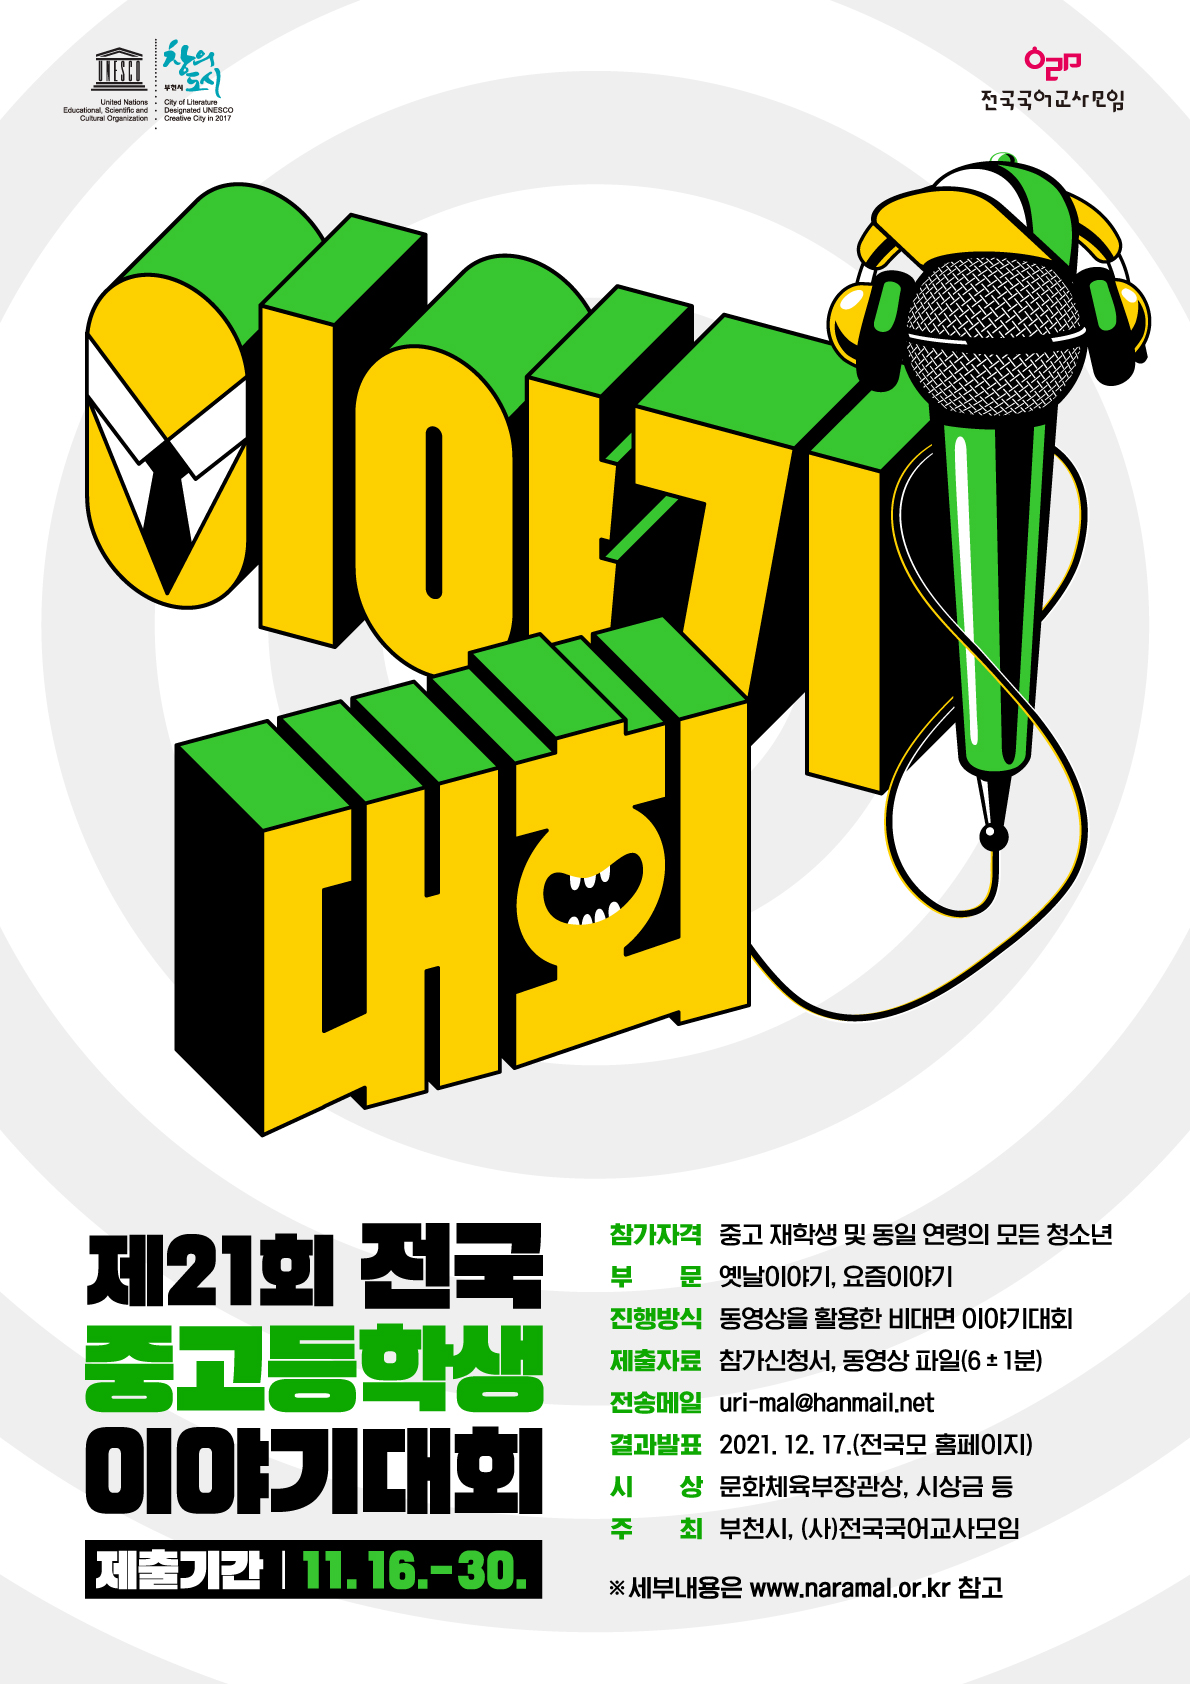 UNESCO
United Nations
Educational, Scientific and
Cultural Organization
창의
부천시 도시
City of Literature
Designated UNESCO
Creative City in 2017
전국국어교사모임
이야기
대회
제21회 전국
중고등학생
이야기대회
제출기간 | 11. 16.-30.
참가자격 중고 재학생 및 동일 연령의 모든 청소년
부 문 옛날이야기, 요즘이야기
진행방식 동영상을 활용한 비대면 이야기대회
제출자료 참가신청서, 동영상 파일(6 ± 1분)
전송메일 uri-mal@hanmail.net
결과발표 2021. 12. 17.(전국모 홈페이지)
시 상 문화체육부장관상, 시상금 등
주 최 부천시, (사)전국국어교사모임
※세부내용은 www.naramal.or.kr 참고